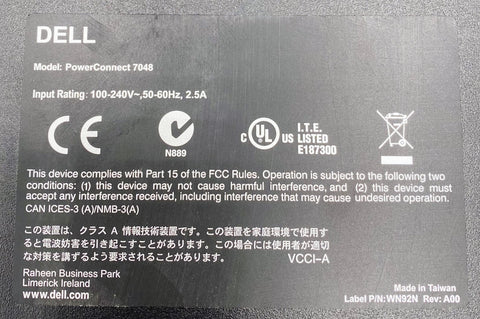 DELL
Model: PowerConnect 7048
Input Rating: 100-240V~,50-60Hz, 2.5A
CE
N889
C UL US LISTED
I.T.E.
E187300
This device complies with Part 15 of the FCC Rules. Operation is subject to the following two
conditions: (1) this device may not cause harmful interference, and (2) this device must
accept any interference received, including interference that may cause undesired operation.
CAN ICES-3 (A)/NMB-3(A)
この装置は、クラス A 情報技術装置です。この装置を家庭環境で使用す
ると電波妨害を引き起こすことがあります。この場合には使用者が適切
な対策を講ずるよう要求されることがあります。 VCCI-A
Raheen Business Park
Limerick Ireland
www.dell.com
Made in Taiwan
Label P/N:WN92N Rev: A00